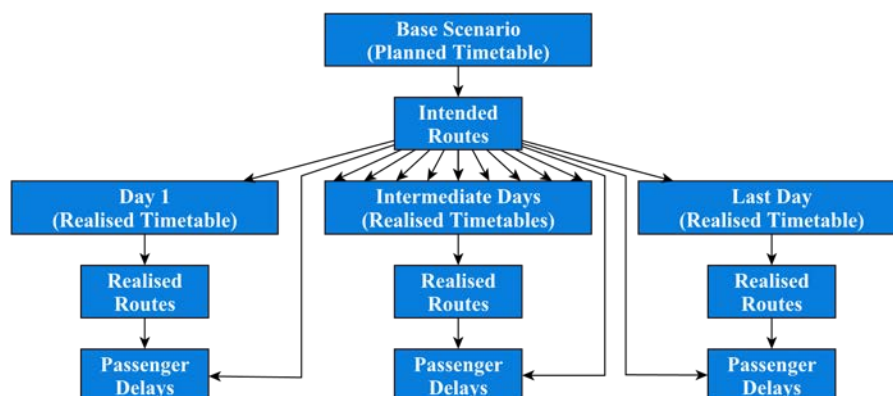 Base Scenario
(Planned Timetable)
Intended
Routes
Day 1
(Realised Timetable)
Intermediate Days
(Realised Timetables)
Last Day
(Realised Timetable)
Realised
Routes
Realised
Routes
Realised
Routes
Passenger
Delays
Passenger
Delays
Passenger
Delays